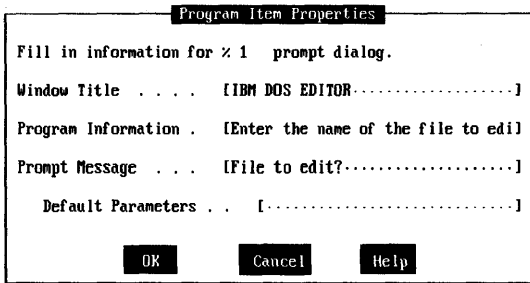 Program Item Properties
Fill in information for % 1 prompt dialog.
Window Title . . . . [IBM DOS EDITOR···················]
Program Information . [Enter the name of the file to edi]
Prompt Message . . . [File to edit?····················]
Default Parameters . . [····························]
OK Cancel Help